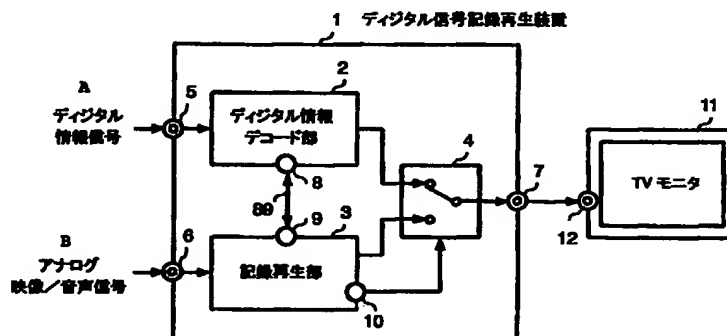 1 ディジタル信号記録再生装置
A
ディジタル
情報信号
5
2
ディジタル情報
デコード部
8
89
9
3
4
7
11
TVモニタ
12
B
アナログ
映像/音声信号
6
記録再生部
10